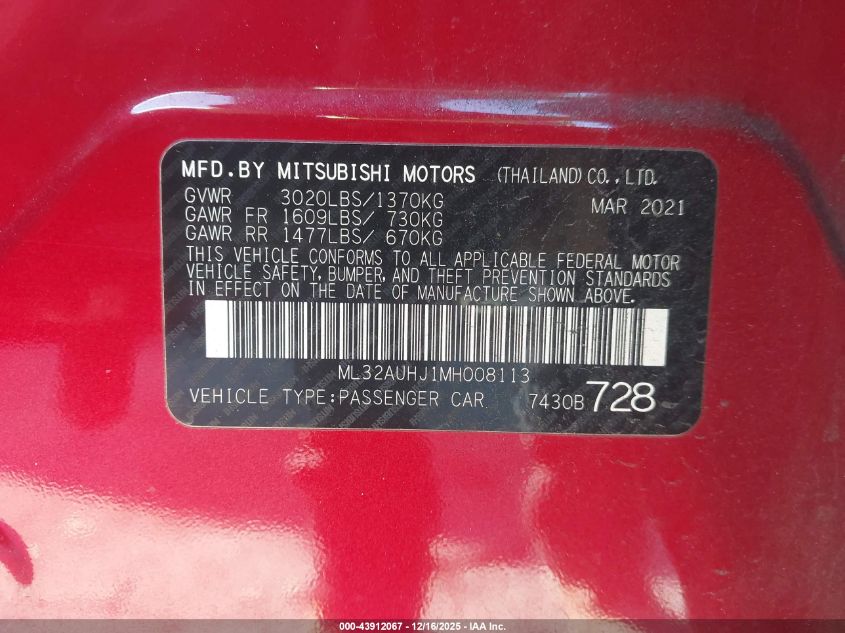 MFD.BY MITSUBISHI MOTORS (THAILAND) CO., LTD.
GVWR 3020LBS/1370KG MAR 2021
GAWR FR 1609LBS/ 730KG
GAWR RR 1477LBS/ 670KG
THIS VEHICLE CONFORMS TO ALL APPLICABLE FEDERAL MOTOR
VEHICLE SAFETY, BUMPER, AND THEFT PREVENTION STANDARDS
IN EFFECT ON THE DATE OF MANUFACTURE SHOWN ABOVE.
ML32AUHJ1MH008113
VEHICLE TYPE:PASSENGER CAR 7430B 728
000-43912067 - 12/16/2025 - IAA Inc.